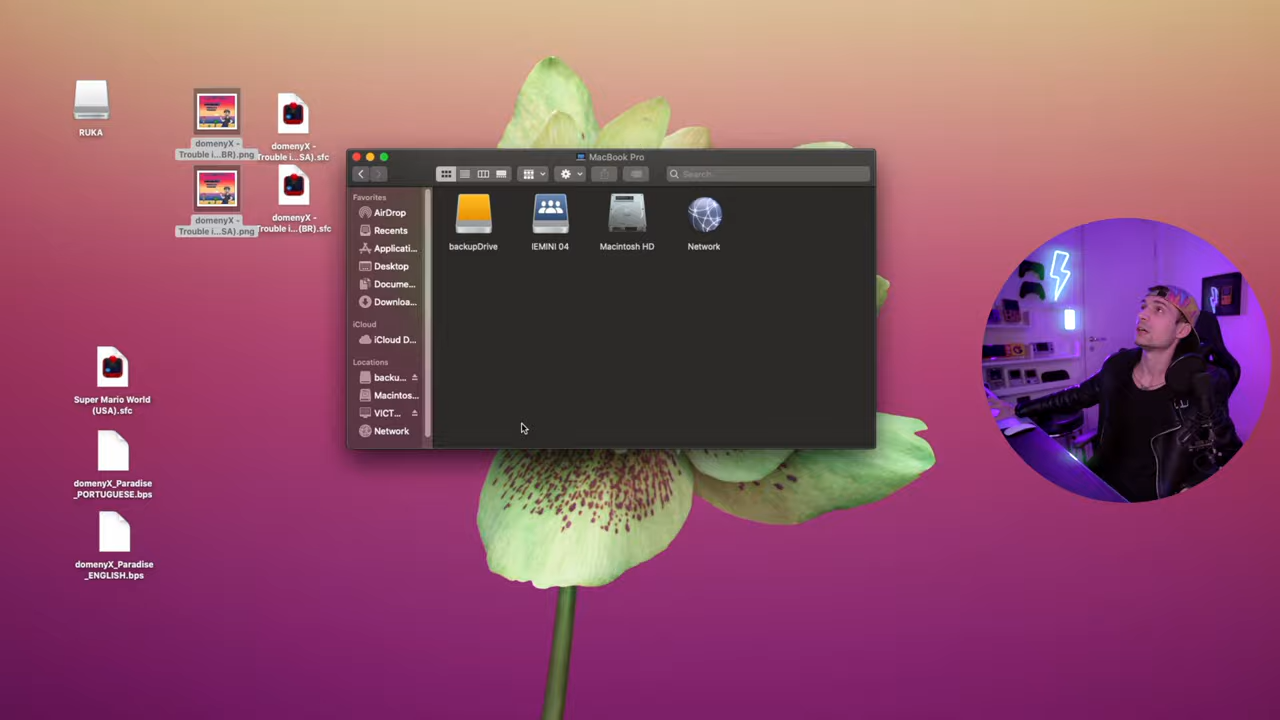 RUKA
domenyX -
Trouble i...BR).png
Trouble i...SA).sfc
domenyX -
Trouble i...SA).png
domenyX -
Trouble i...(BR).sfc
Super Mario World
(USA).sfc
domenyX_Paradise
_PORTUGUESE.bps
domenyX_Paradise
_ENGLISH.bps
MacBook Pro
Search
Favorites
AirDrop
Recents
Applicati...
Desktop
Docume...
Downloa...
iCloud
iCloud D...
Locations
backu...
Macintos...
VICT...
Network
backupDrive
IEMINI 04
Macintosh HD
Network